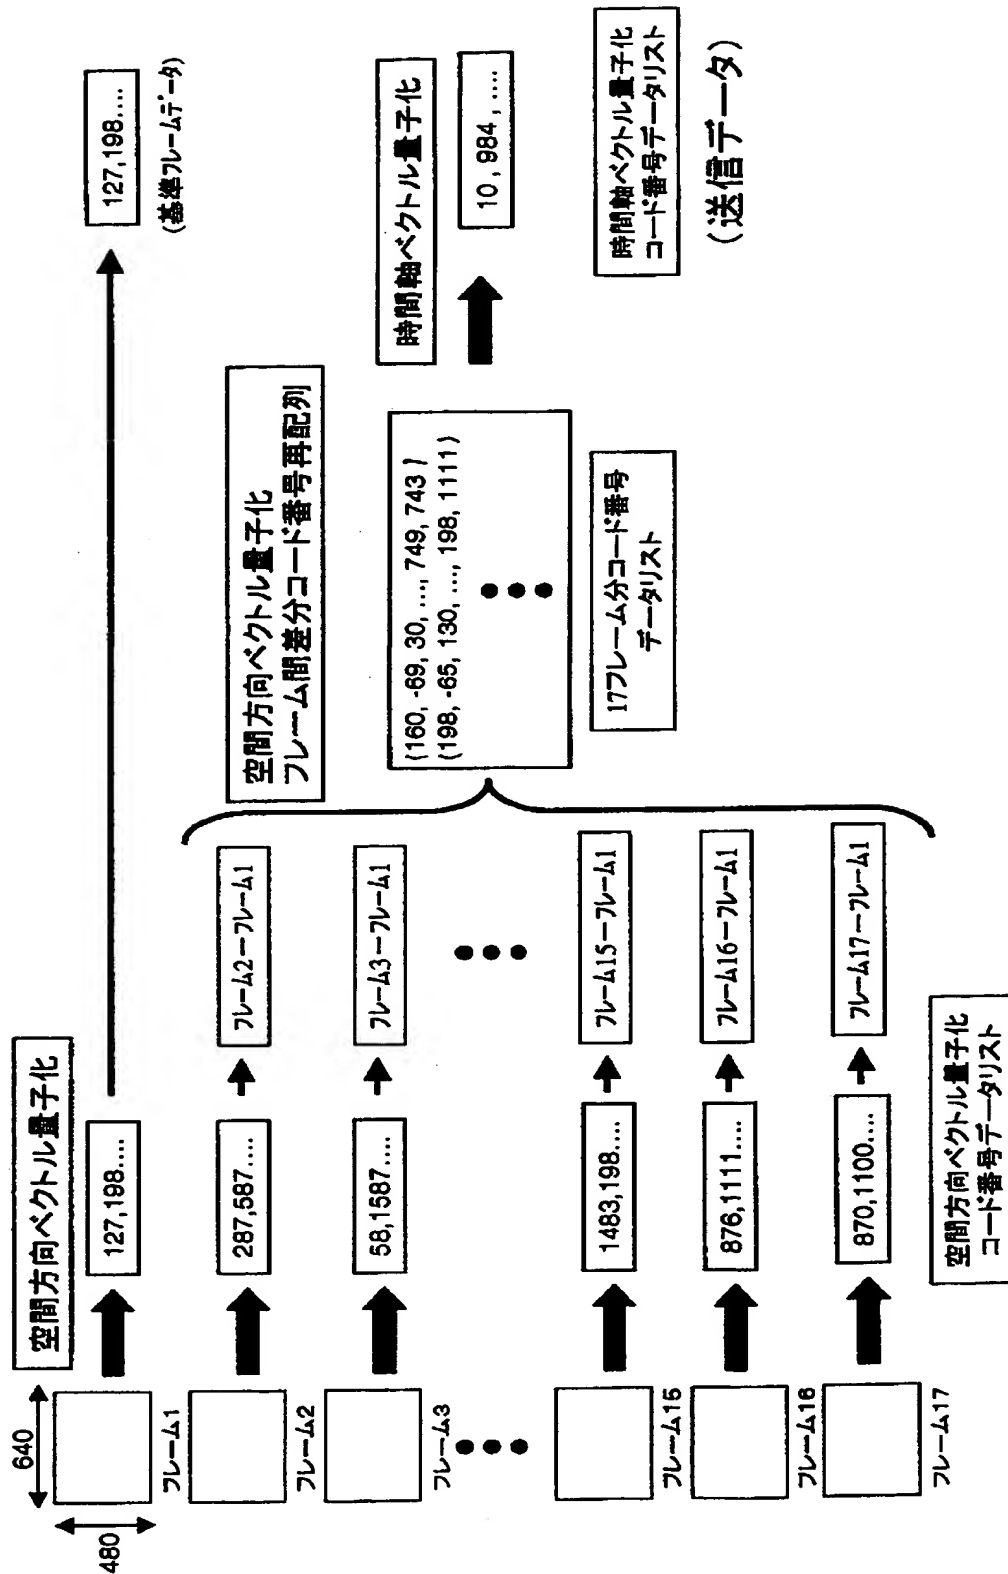 640
480
フレーム1
フレーム2
フレーム3
フレーム15
フレーム16
フレーム17
空間方向ベクトル量子化
127,198....
287,587....
58,1587....
1483,198....
876,1111....
870,1100....
空間方向ベクトル量子化
コード番号データリスト
フレーム2ーフレーム1
フレーム3ーフレーム1
フレーム15ーフレーム1
フレーム16ーフレーム1
フレーム17ーフレーム1
空間方向ベクトル量子化
フレーム間差分コード番号再配列
(160, -69, 30, ..., 749, 743)
(198, -65, 130, ..., 198, 1111)
17フレーム分コード番号
データリスト
127,198....
(基準フレームデータ)
時間軸ベクトル量子化
10, 984, ....
時間軸ベクトル量子化
コード番号データリスト
(送信データ)